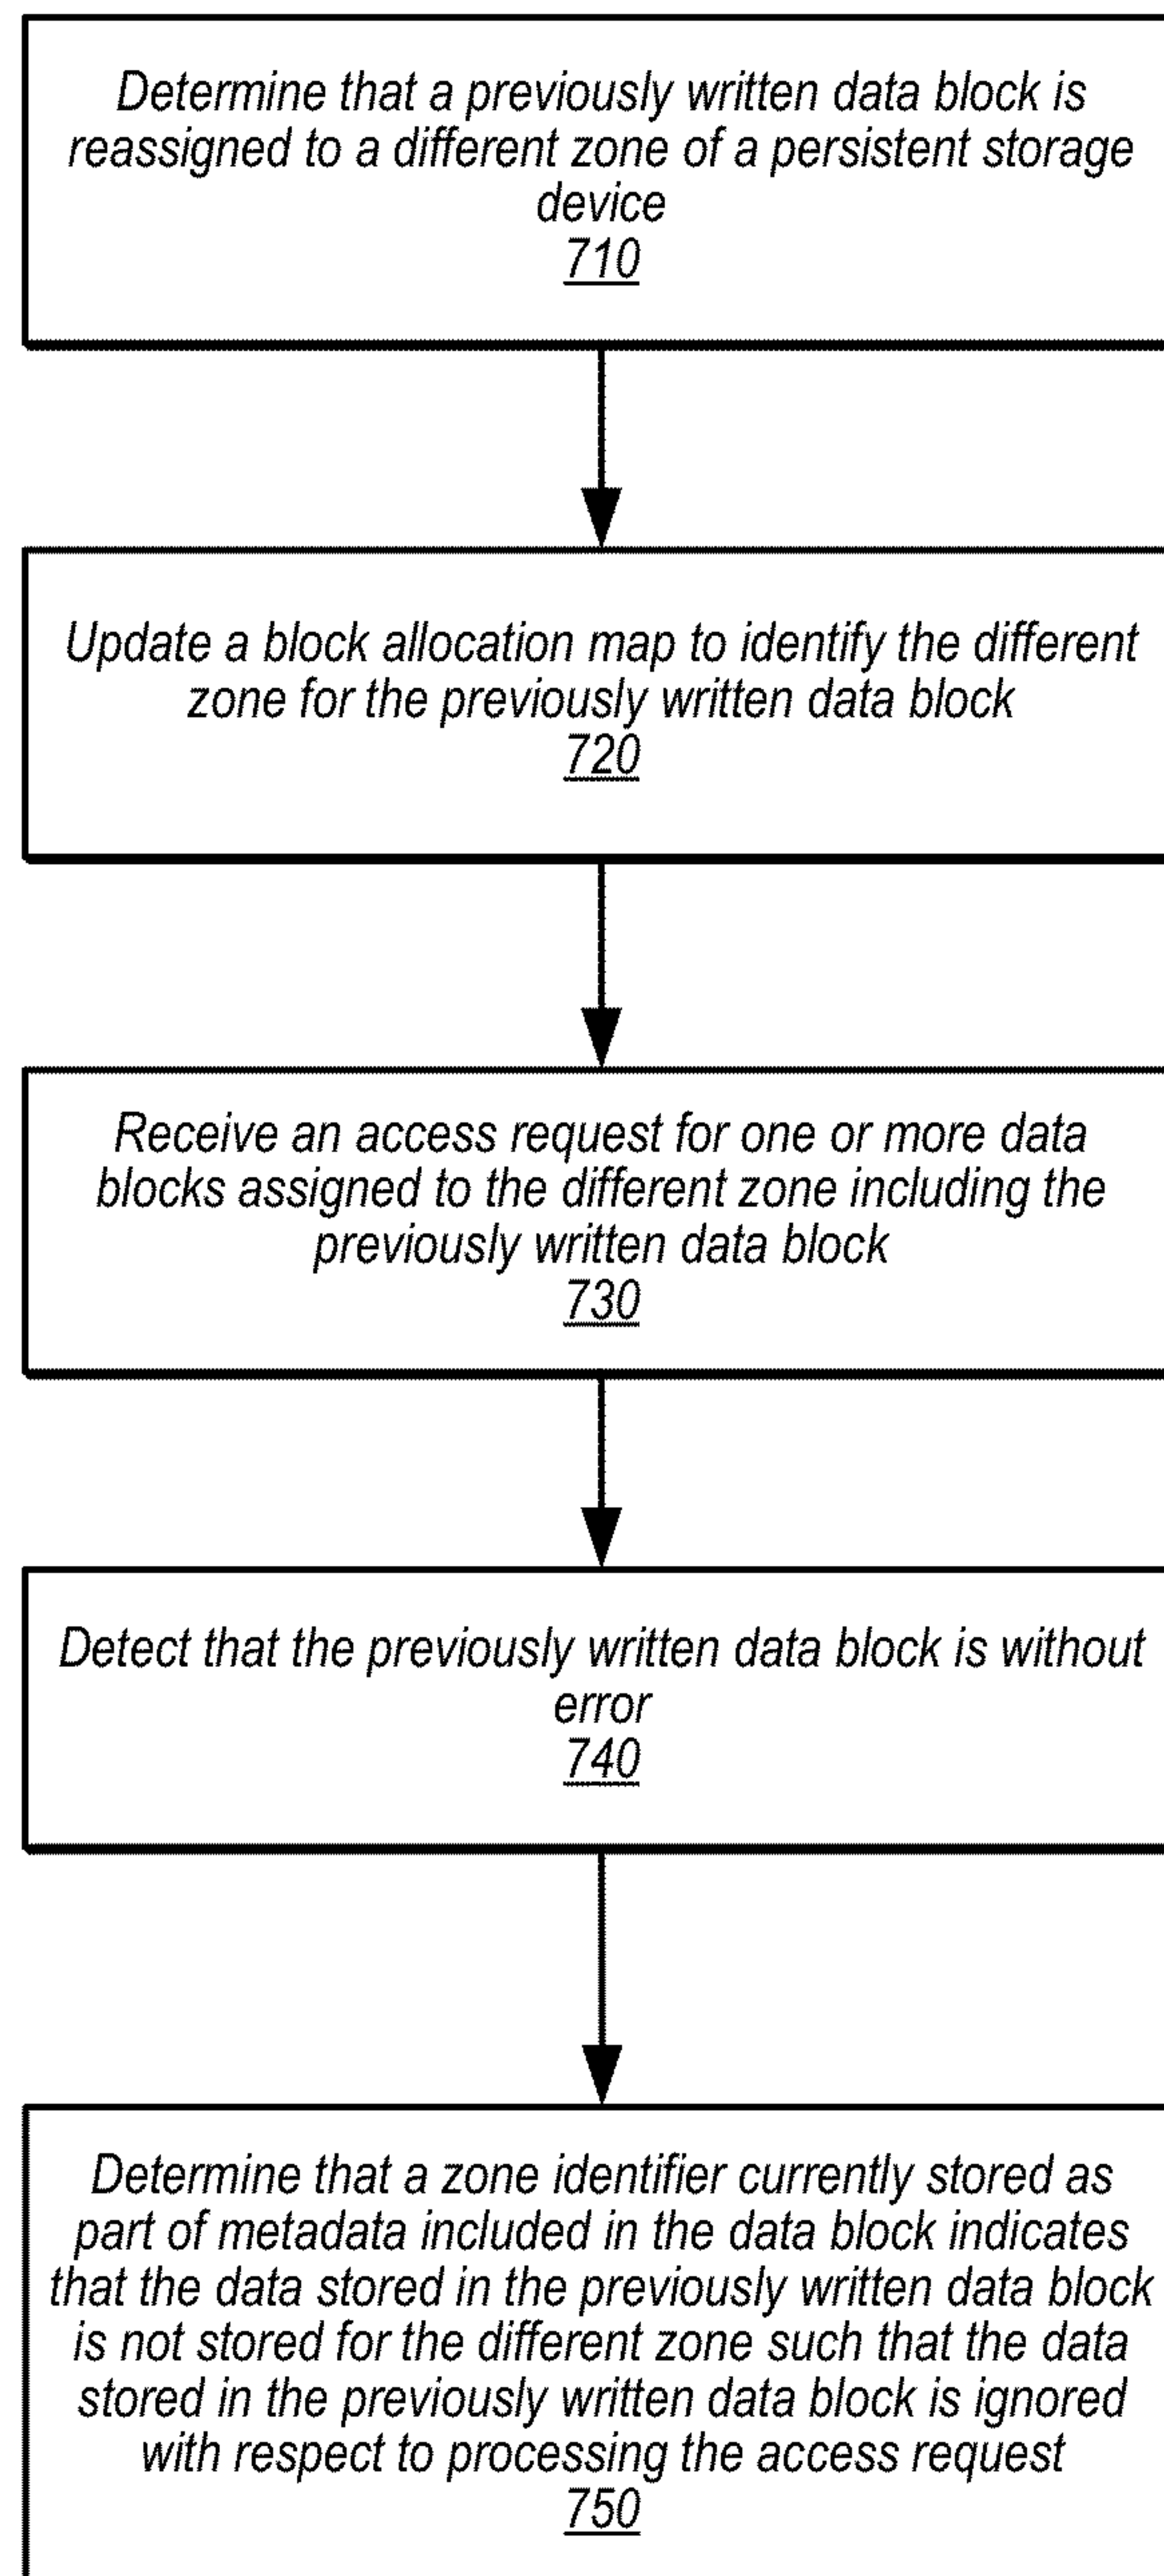 Determine that a previously written data block is
reassigned to a different zone of a persistent storage
device
710
Update a block allocation map to identify the different
zone for the previously written data block
720
Receive an access request for one or more data
blocks assigned to the different zone including the
previously written data block
730
Detect that the previously written data block is without
error
740
Determine that a zone identifier currently stored as
part of metadata included in the data block indicates
that the data stored in the previously written data block
is not stored for the different zone such that the data
stored in the previously written data block is ignored
with respect to processing the access request
750